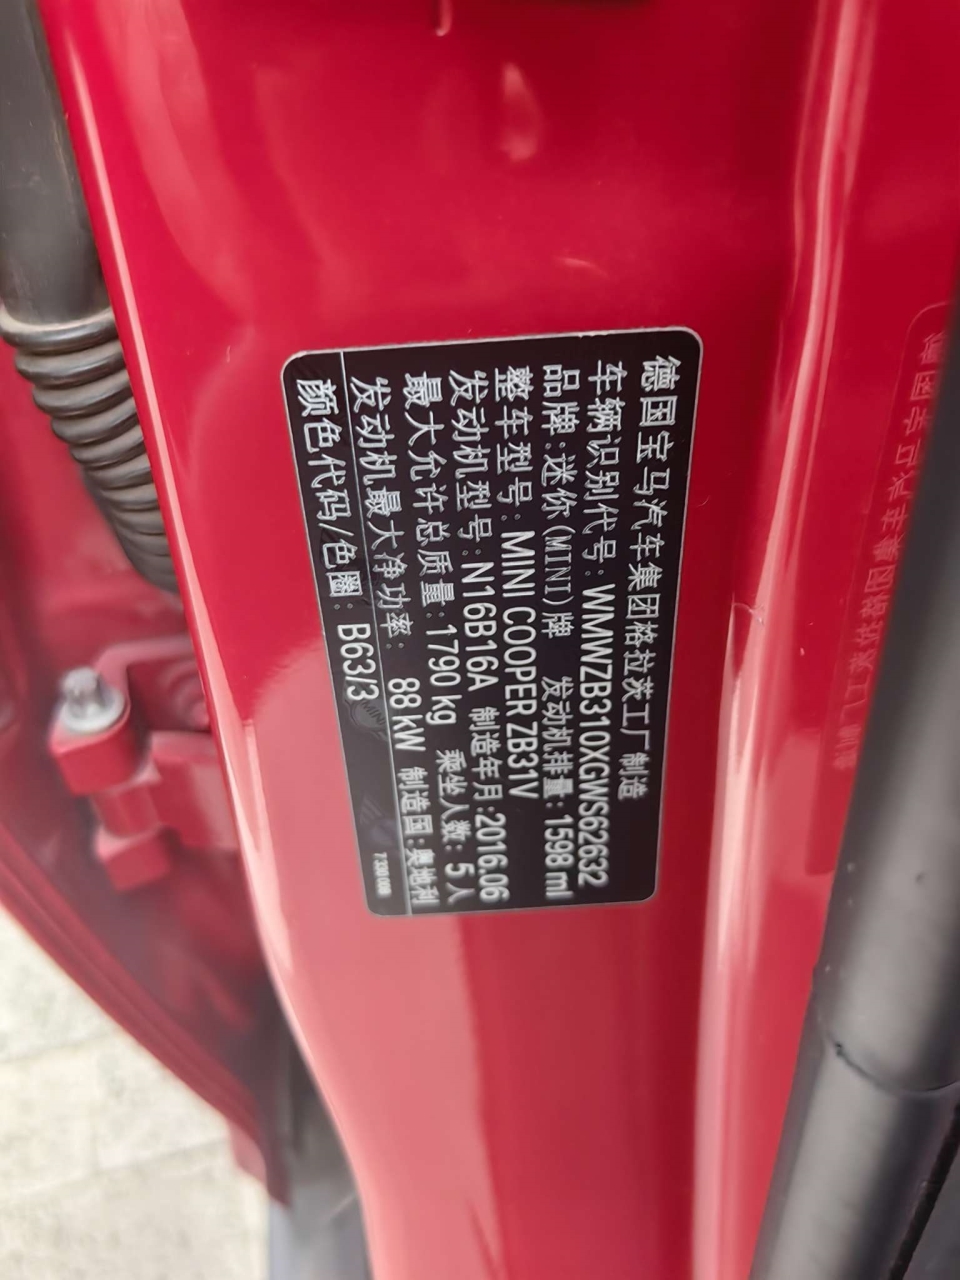 德国宝马汽车集团格拉茨工厂制造
车辆识别代号: WMWZB310XGWS62632
品牌:迷你(MINI)牌 发动机排量: 1598 ml
整车型号: MINI COOPER ZB31V
发动机型号: N16B16A 制造年月:2016.06
最大允许总质量: 1790 kg 乘坐人数: 5人
发动机最大净功率: 88 kW 制造国:奥地利
颜色代码/色圈: B63/3